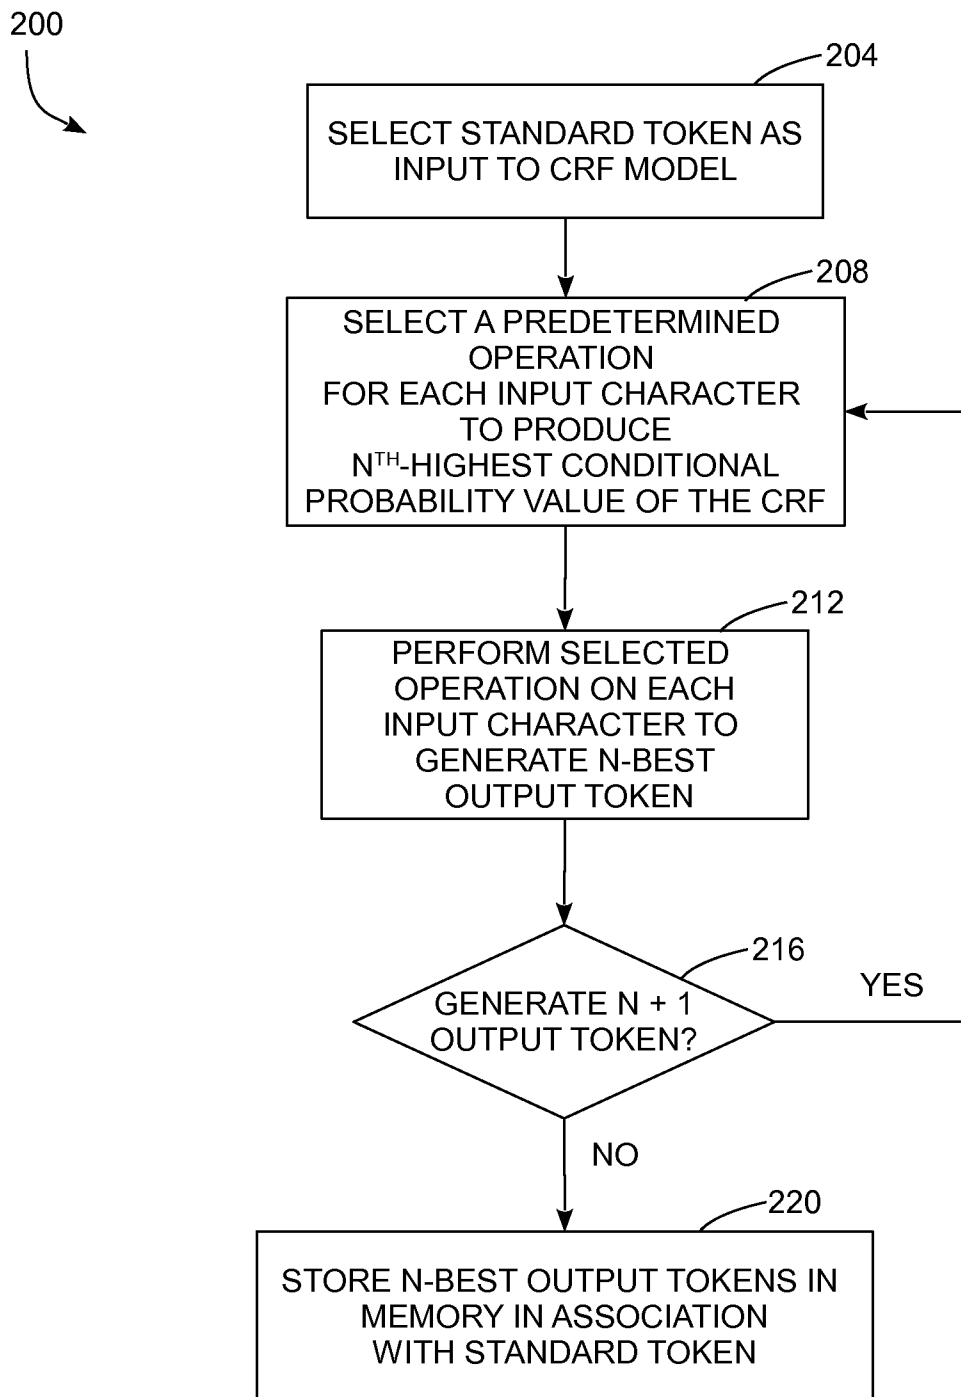 200
204
SELECT STANDARD TOKEN AS
INPUT TO CRF MODEL
208
SELECT A PREDETERMINED
OPERATION
FOR EACH INPUT CHARACTER
TO PRODUCE
NTH-HIGHEST CONDITIONAL
PROBABILITY VALUE OF THE CRF
212
PERFORM SELECTED
OPERATION ON EACH
INPUT CHARACTER TO
GENERATE N-BEST
OUTPUT TOKEN
216
GENERATE N + 1
OUTPUT TOKEN?
YES
NO
220
STORE N-BEST OUTPUT TOKENS IN
MEMORY IN ASSOCIATION
WITH STANDARD TOKEN